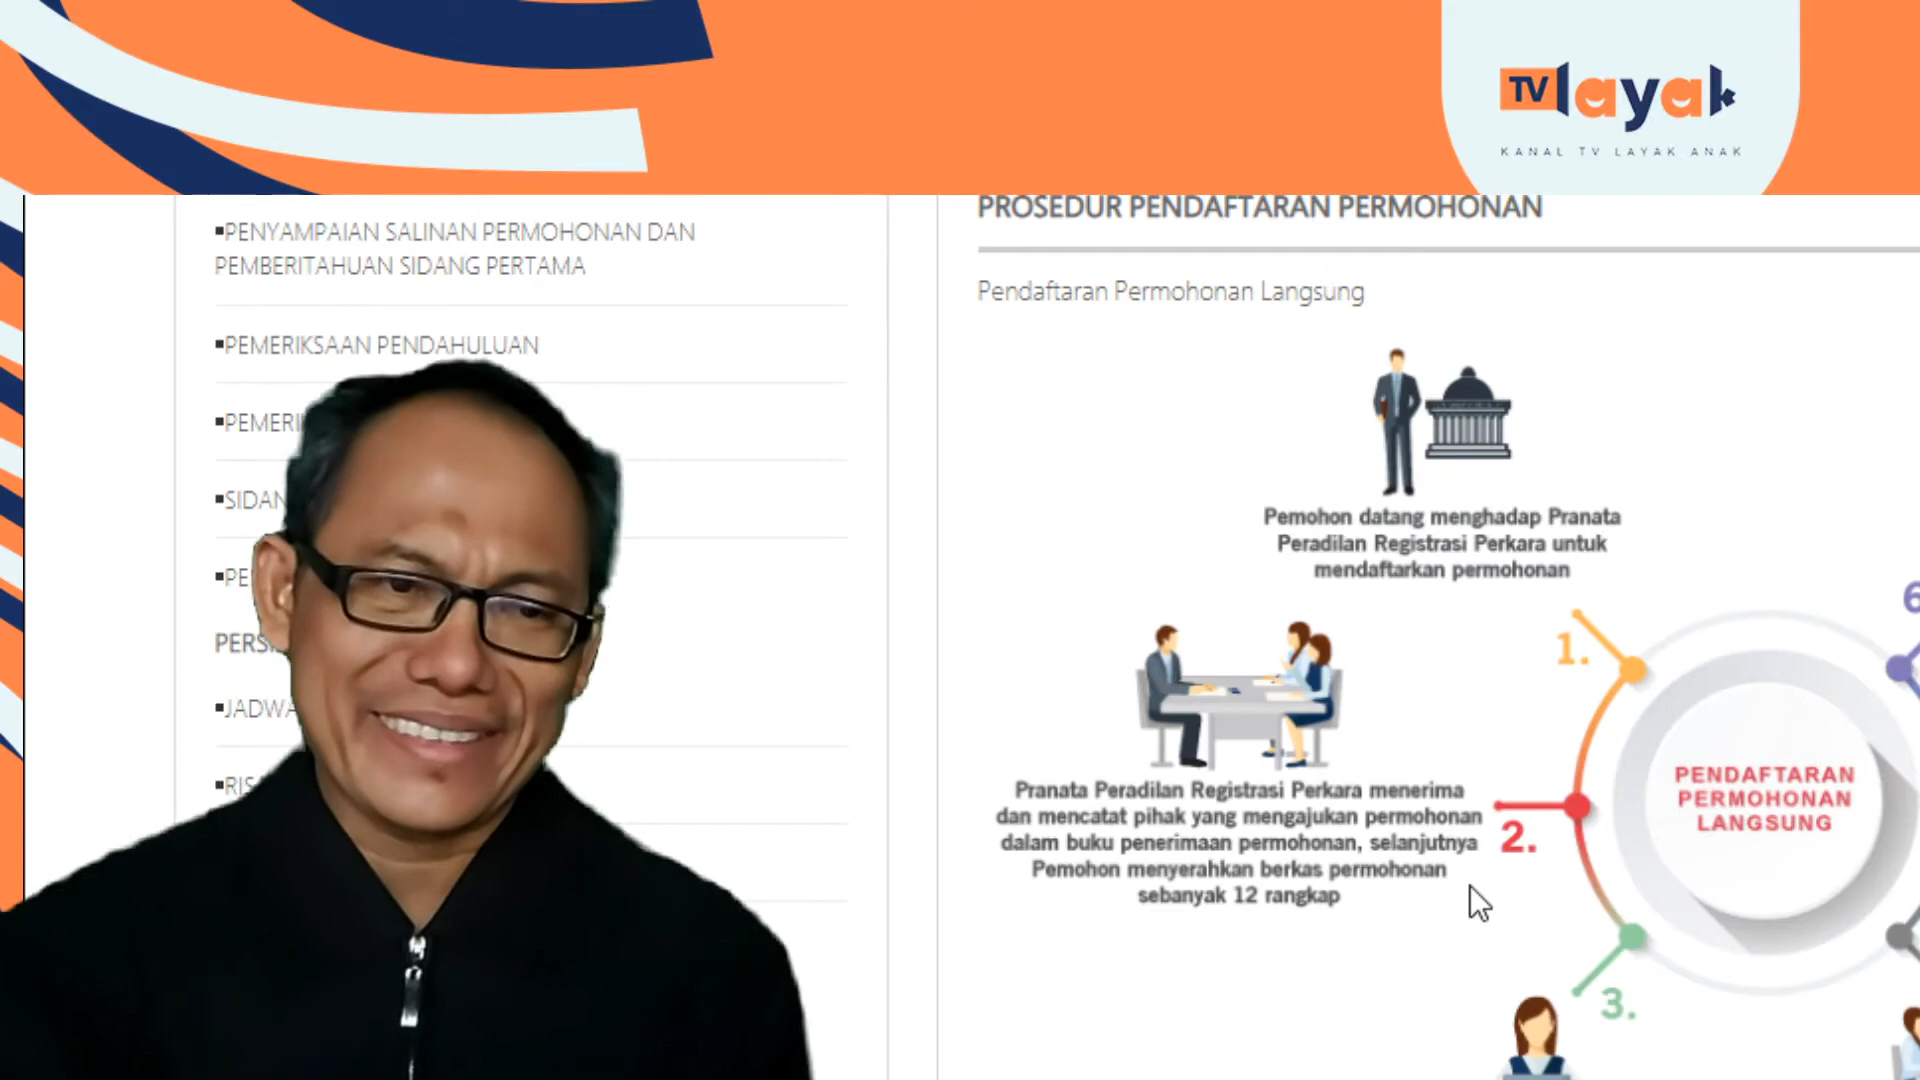 TV layak
KANAL TV LAYAK ANAK
▪PENYAMPAIAN SALINAN PERMOHONAN DAN
PEMBERITAHUAN SIDANG PERTAMA
▪PEMERIKSAAN PENDAHULUAN
PROSEDUR PENDAFTARAN PERMOHONAN
Pendaftaran Permohonan Langsung
Pemohon datang menghadap Pranata
Peradilan Registrasi Perkara untuk
mendaftarkan permohonan
1.
Pranata Peradilan Registrasi Perkara menerima
dan mencatat pihak yang mengajukan permohonan
dalam buku penerimaan permohonan, selanjutnya
Pemohon menyerahkan berkas permohonan
sebanyak 12 rangkap
2.
3.
6
PENDAFTARAN
PERMOHONAN
LANGSUNG